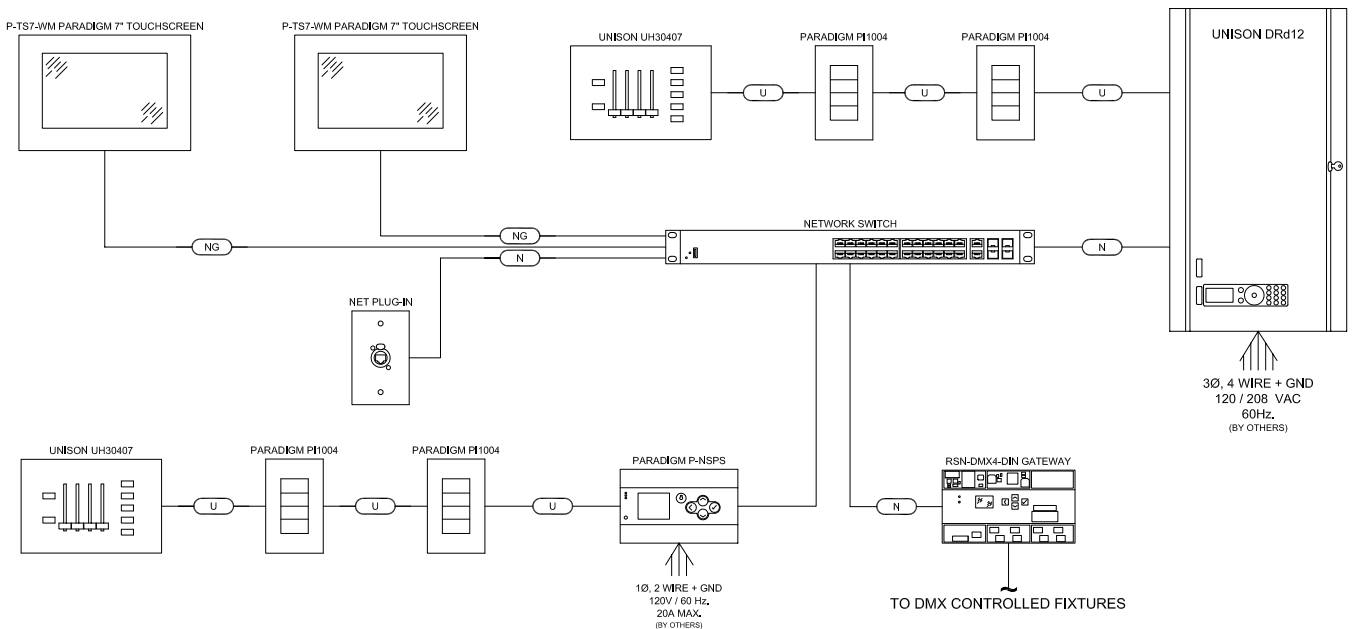 P-TS7-WM PARADIGM 7" TOUCHSCREEN
P-TS7-WM PARADIGM 7" TOUCHSCREEN
UNISON UH30407
PARADIGM PI1004
PARADIGM PI1004
UNISON DRd12
U
U
U
NETWORK SWITCH
NG
NG
N
N
NET PLUG-IN
3Ø, 4 WIRE + GND
120 / 208 VAC
60Hz.
(BY OTHERS)
UNISON UH30407
PARADIGM PI1004
PARADIGM PI1004
PARADIGM P-NSPS
RSN-DMX4-DIN GATEWAY
U
U
U
N
1Ø, 2 WIRE + GND
120V / 60 Hz.
20A MAX.
(BY OTHERS)
TO DMX CONTROLLED FIXTURES